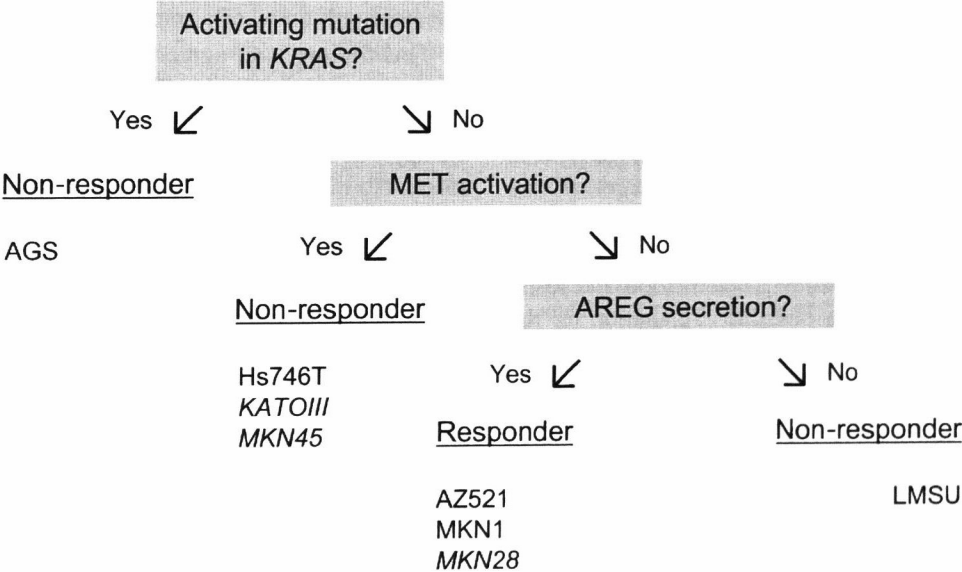 Activating mutation
in KRAS?
Yes
No
Non-responder
MET activation?
AGS
Yes
No
Non-responder
AREG secretion?
Hs746T
KATOIII
MKN45
Yes
No
Responder
Non-responder
AZ521
MKN1
MKN28
LMSU